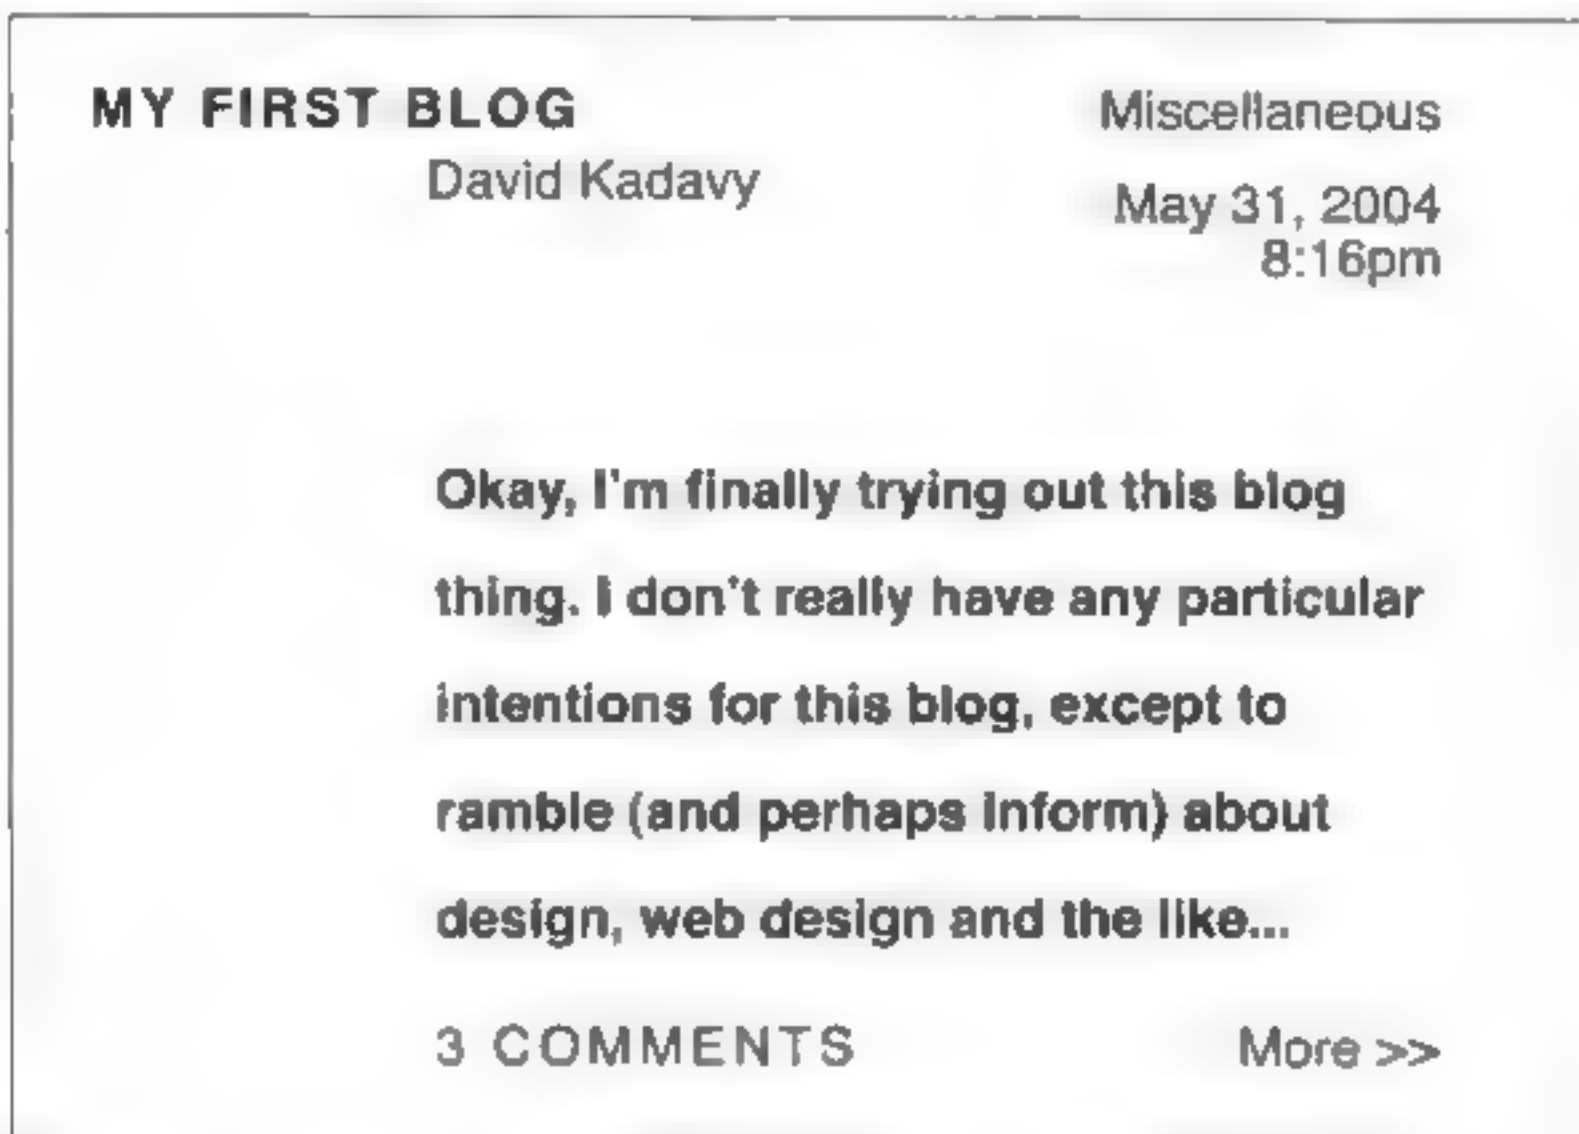 MY FIRST BLOG
David Kadavy
Miscellaneous
May 31, 2004
8:16pm
Okay, I'm finally trying out this blog
thing. I don't really have any particular
intentions for this blog, except to
ramble (and perhaps inform) about
design, web design and the like...
3 COMMENTS
More >>